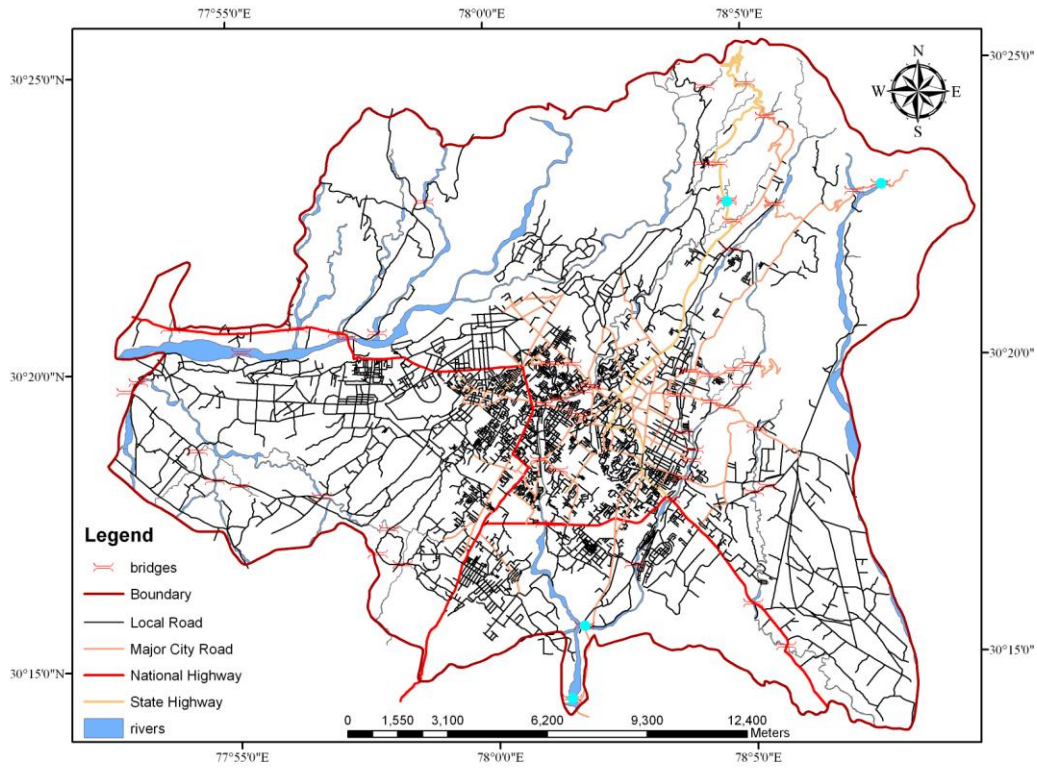 77°55'0"E 78°0'0"E 78°5'0"E
30°25'0"N 30°25'0"N
N
W E
S
30°20'0"N 30°20'0"N
30°15'0"N 30°15'0"N
Legend
bridges
Boundary
Local Road
Major City Road
National Highway
State Highway
rivers
0 1,550 3,100 6,200 9,300 12,400
Meters
77°55'0"E 78°0'0"E 78°5'0"E